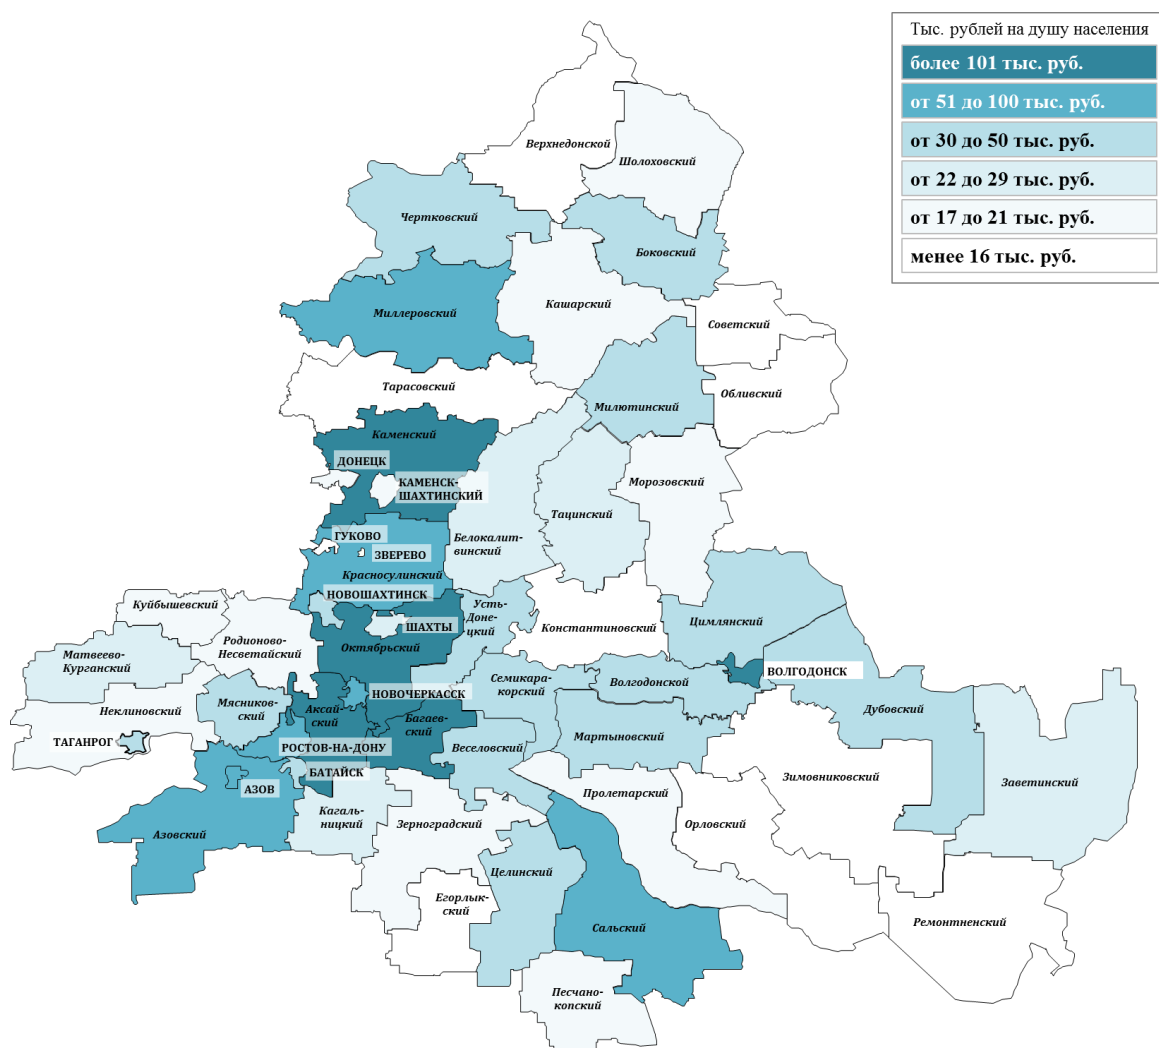 Тыс. рублей на душу населения
более 101 тыс. руб.
от 51 до 100 тыс. руб.
от 30 до 50 тыс. руб.
от 22 до 29 тыс. руб.
от 17 до 21 тыс. руб.
менее 16 тыс. руб.
Верхнедонской
Шолоховский
Чертковский
Боковский
Миллеровский
Кашарский
Советский
Тарасовский
Милютинский
Обливский
Каменский
ДОНЕЦК
КАМЕНСК-
ШАХТИНСКИЙ
Морозовский
Тацинский
ГУКОВО
Белокалит-
винский
ЗВЕРЕВО
Красносулинский
НОВОШАХТИНСК
Куйбышевский
Усть-
Доне-
цкий
ШАХТЫ
Константиновский
Цимлянский
Родионово-
Несветайский
Октябрьский
Матвеево-
Курганский
ВОЛГОДОНСК
Семикара-
корский
Волгодонской
НОВОЧЕРКАССК
Мясников-
ский
Неклиновский
Аксай-
ский
Багаев-
ский
Дубовский
ТАГАНРОГ
РОСТОВ-НА-ДОНУ
Веселовский
Мартыновский
БАТАЙСК
Зимовниковский
Заветинский
АЗОВ
Пролетарский
Азовский
Кагаль-
ницкий
Зерноградский
Орловский
Целинский
Егорлык-
ский
Сальский
Ремонтненский
Песчано-
копский